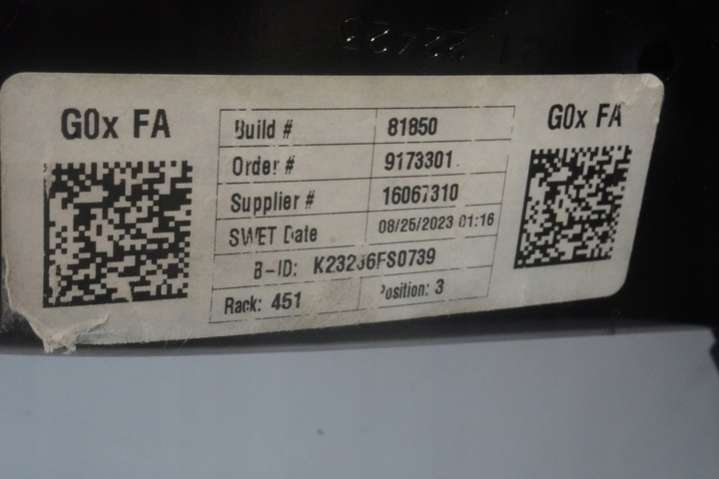 G0x FA
G0x FA
Build # 81850
Order # 9173301
Supplier # 16067310
SWET Date 08/25/2023 01:16
B-ID: K232J6FS0739
Rack: 451 Position: 3